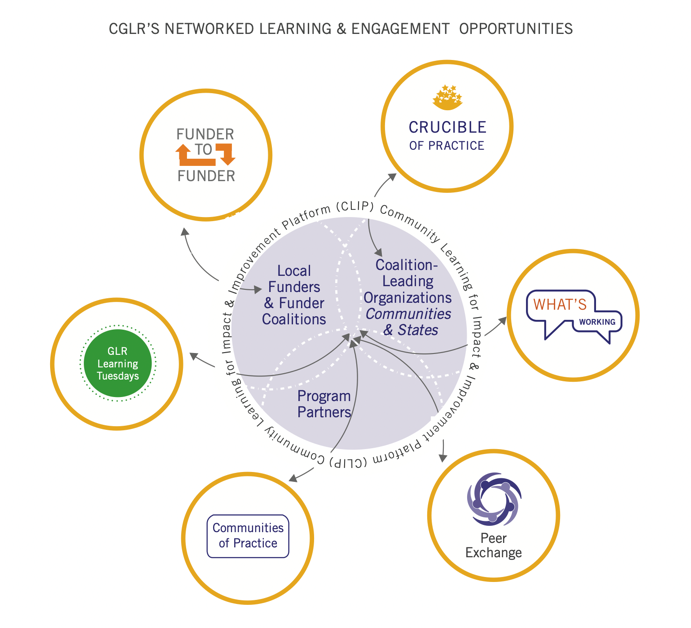 CGLR'S NETWORKED LEARNING & ENGAGEMENT OPPORTUNITIES
CRUCIBLE
OF PRACTICE
FUNDER
TO
FUNDER
Community Learning for Impact & Improvement Platform (CLIP)
Community Learning for Impact & Improvement Platform (CLIP)
Local
Funders
& Funder
Coalitions
Coalition-
Leading
Organizations
Communities
& States
WHAT'S
WORKING
GLR
Learning
Tuesdays
Program
Partners
Communities
of Practice
Peer
Exchange